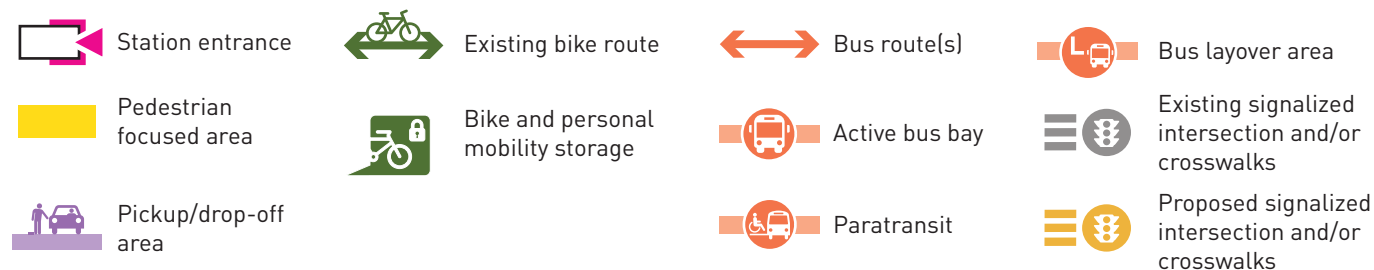 Station entrance
Pedestrian
focused area
Pickup/drop-off
area
Existing bike route
Bike and personal
mobility storage
Bus route(s)
Active bus bay
Paratransit
L
Bus layover area
Existing signalized
intersection and/or
crosswalks
Proposed signalized
intersection and/or
crosswalks